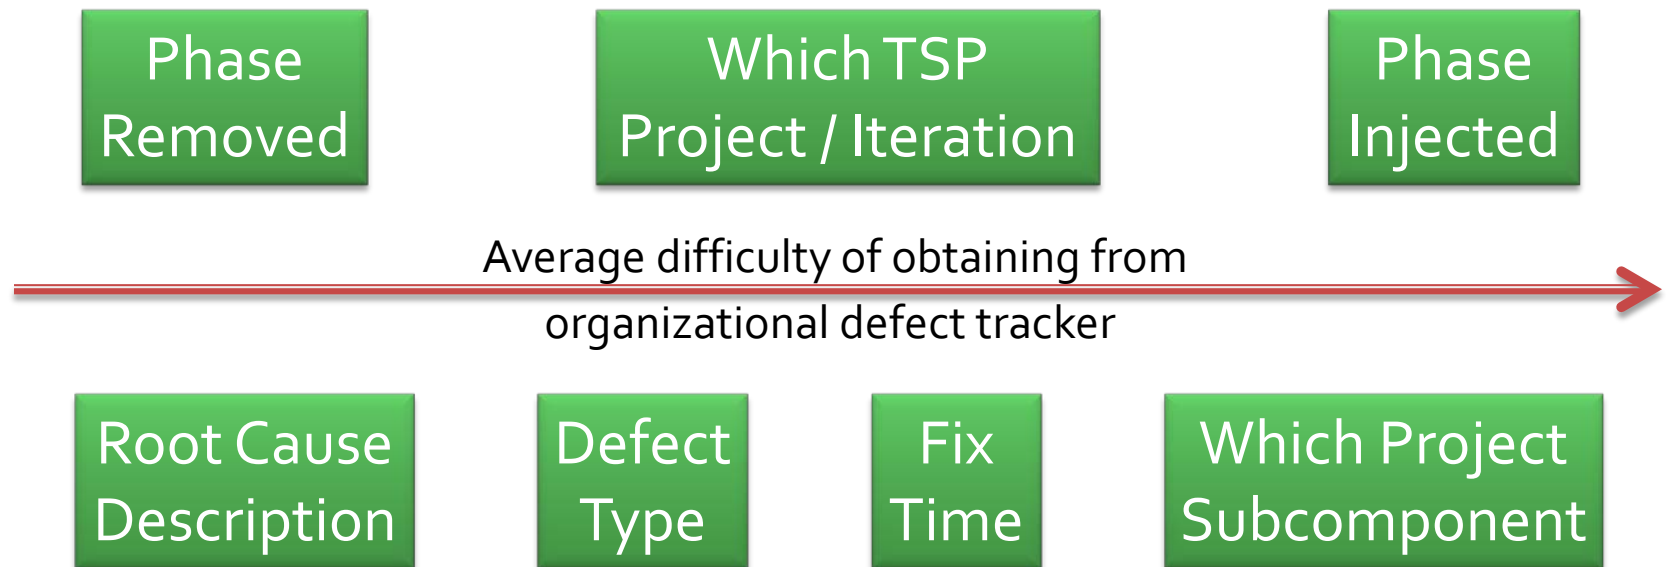 Phase
Removed
Which TSP
Project / Iteration
Phase
Injected
Average difficulty of obtaining from
organizational defect tracker
Root Cause
Description
Defect
Type
Fix
Time
Which Project
Subcomponent